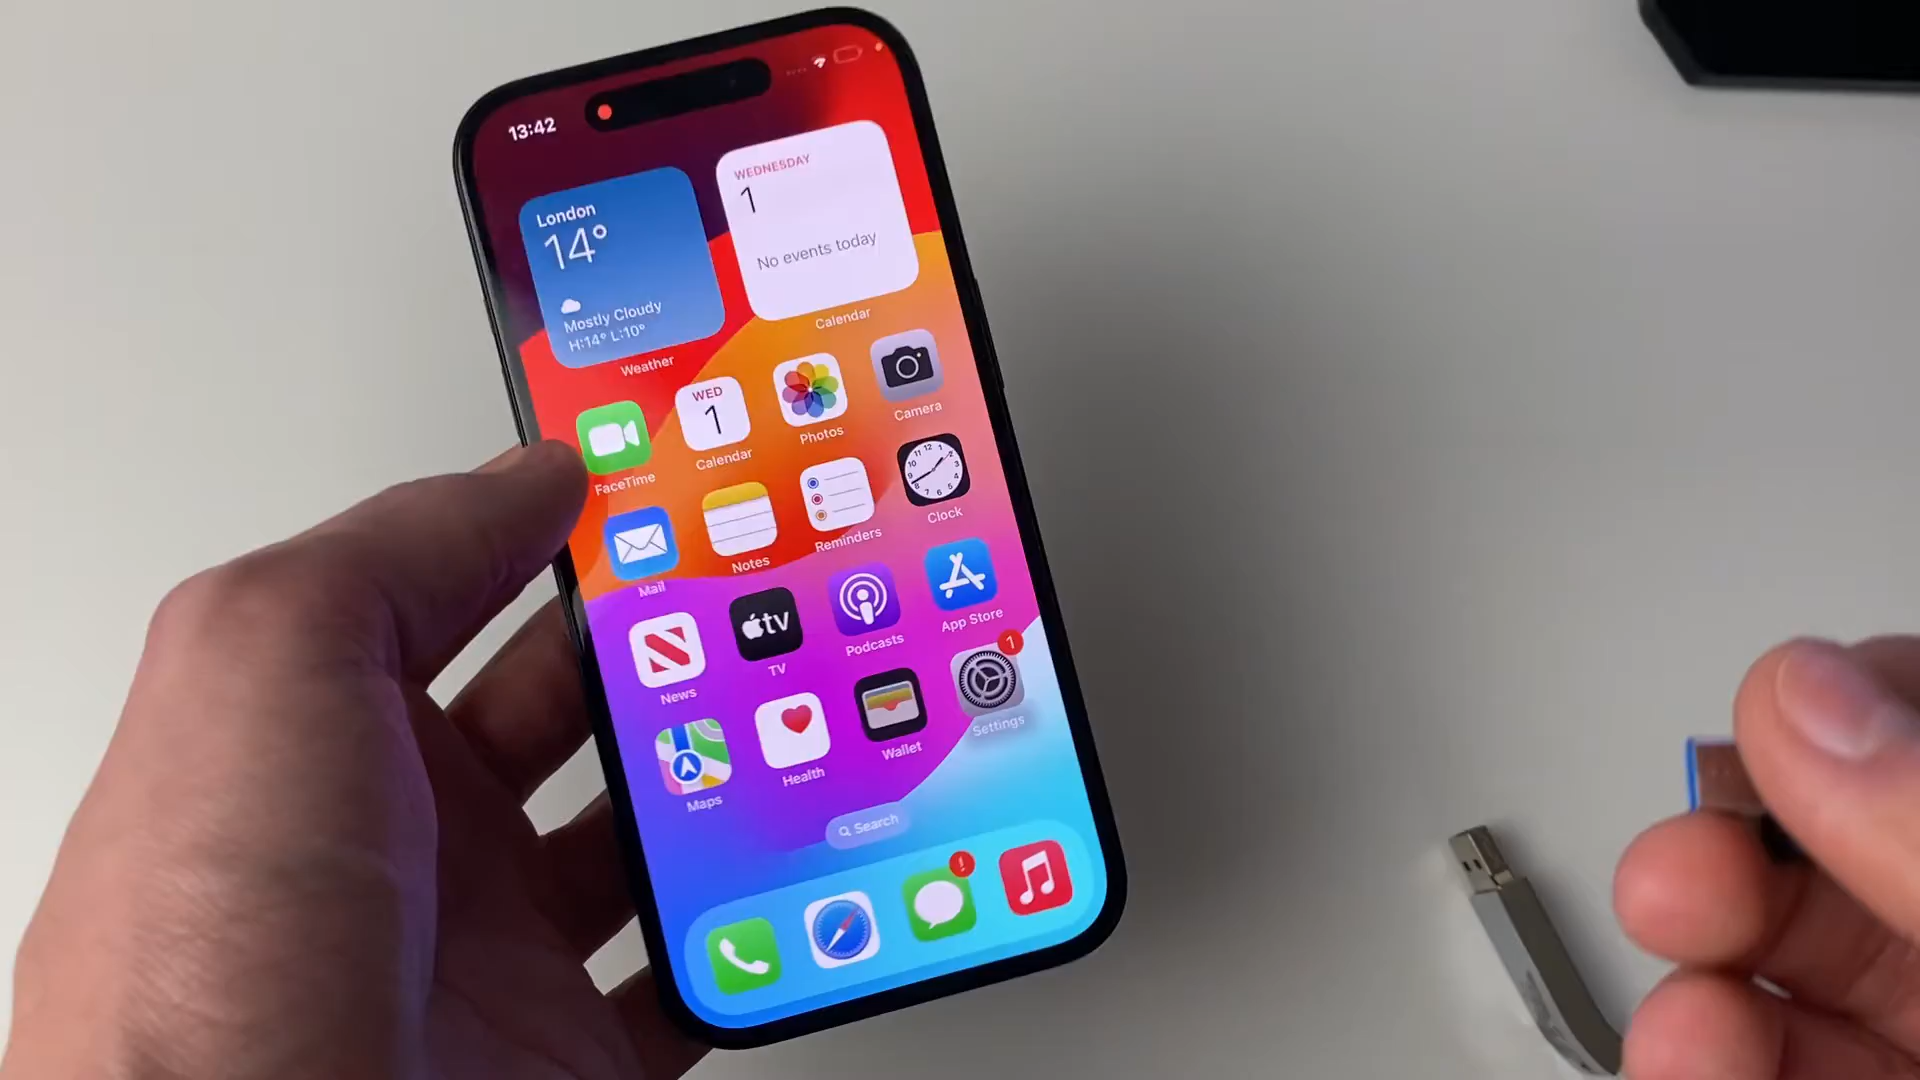 13:42
London
14°
Mostly Cloudy
H:14° L:10°
Weather
WEDNESDAY
1
No events today
Calendar
FaceTime
WED
1
Calendar
Photos
Camera
Mail
Notes
Reminders
Clock
News
tv
TV
Podcasts
App Store
Maps
Health
Wallet
1
Settings
Search
!